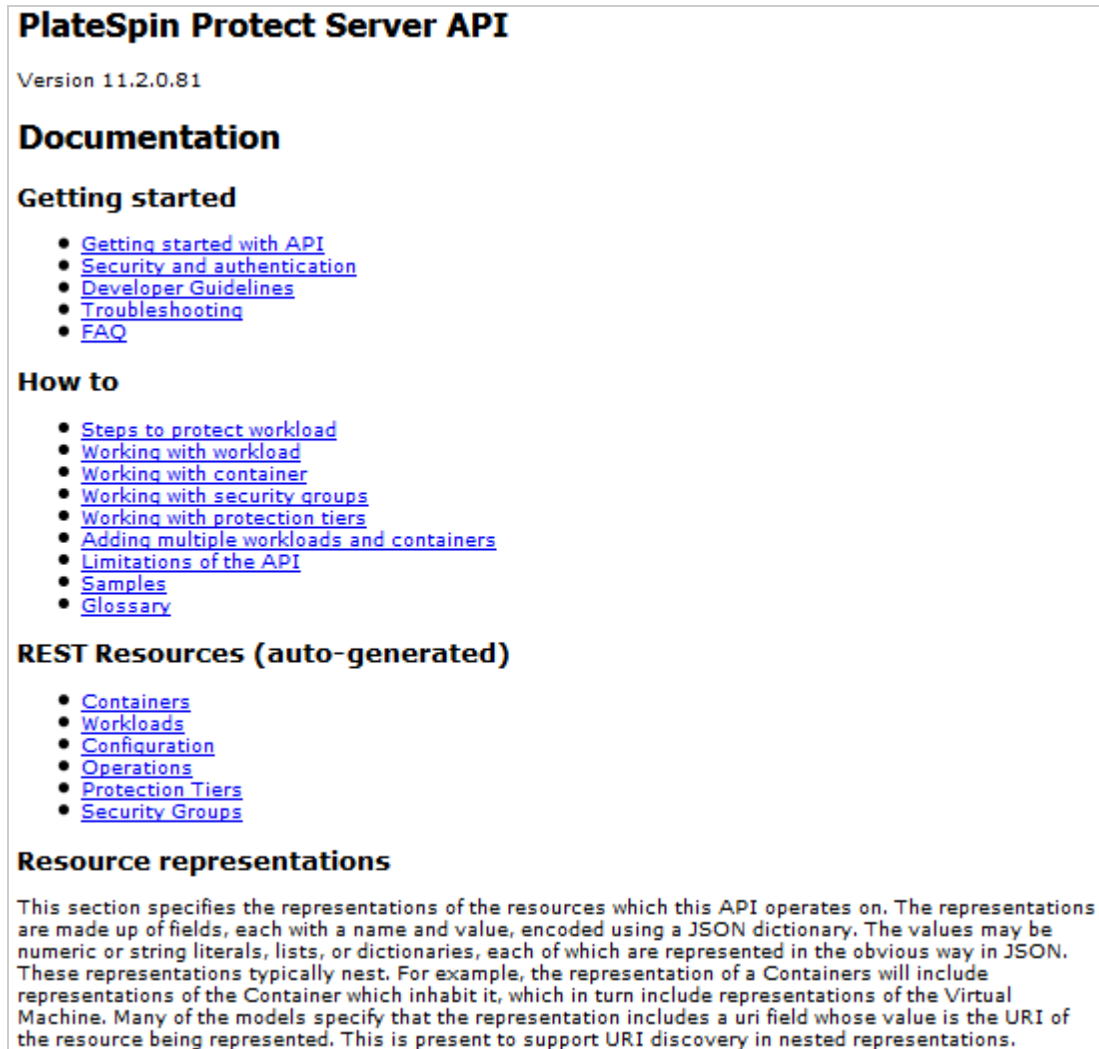 PlateSpin Protect Server API
Version 11.2.0.81
Documentation
Getting started
Getting started with API
Security and authentication
Developer Guidelines
Troubleshooting
FAQ
How to
Steps to protect workload
Working with workload
Working with container
Working with security groups
Working with protection tiers
Adding multiple workloads and containers
Limitations of the API
Samples
Glossary
REST Resources (auto-generated)
Containers
Workloads
Configuration
Operations
Protection Tiers
Security Groups
Resource representations
This section specifies the representations of the resources which this API operates on. The representations
are made up of fields, each with a name and value, encoded using a JSON dictionary. The values may be
numeric or string literals, lists, or dictionaries, each of which are represented in the obvious way in JSON.
These representations typically nest. For example, the representation of a Containers will include
representations of the Container which inhabit it, which in turn include representations of the Virtual
Machine. Many of the models specify that the representation includes a uri field whose value is the URI of
the resource being represented. This is present to support URI discovery in nested representations.